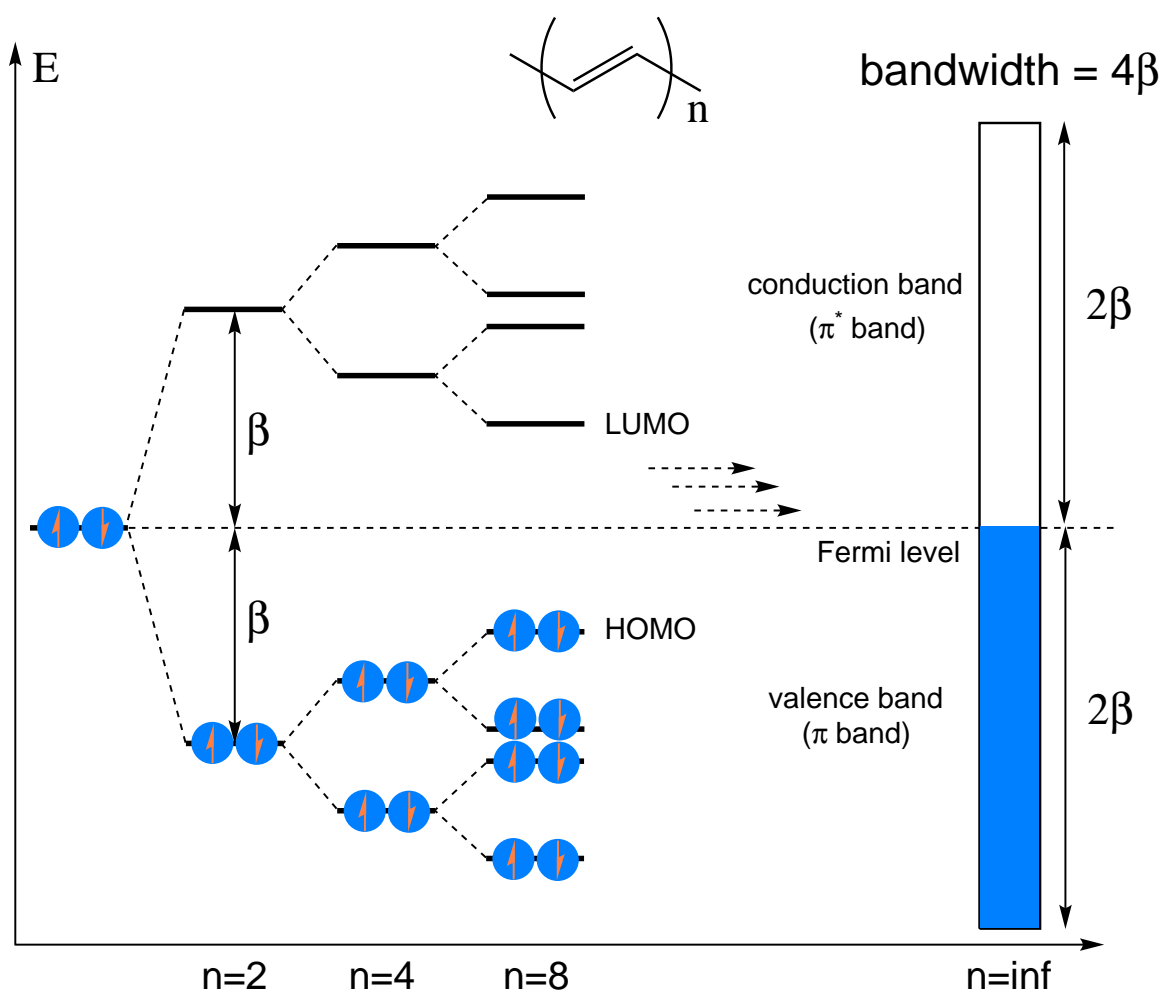 E
n
bandwidth = 4β
conduction band
(π* band)
2β
β
LUMO
Fermi level
β
HOMO
valence band
(π band)
2β
n=2
n=4
n=8
n=inf